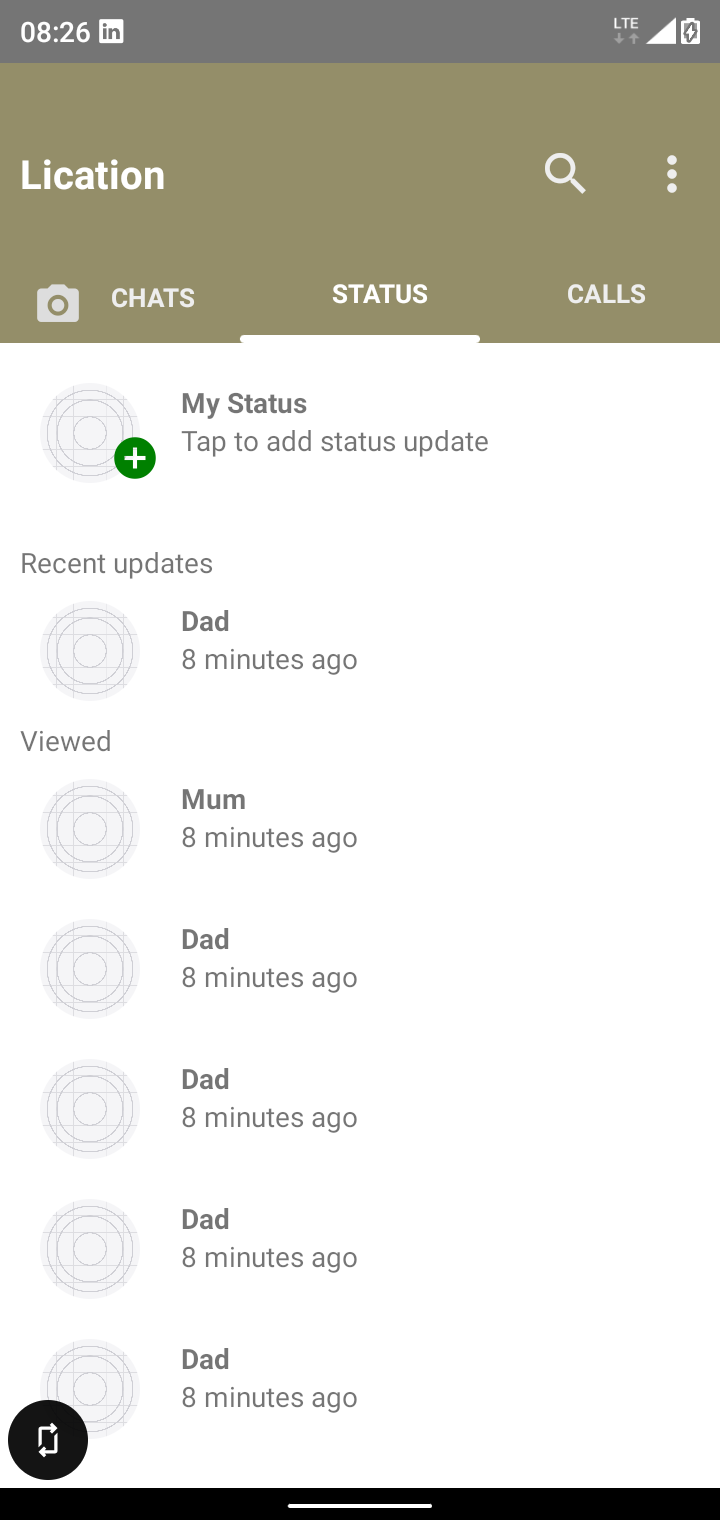 08:26 in
LTE
Lication
CHATS
STATUS
CALLS
My Status
Tap to add status update
Recent updates
Dad
8 minutes ago
Viewed
Mum
8 minutes ago
Dad
8 minutes ago
Dad
8 minutes ago
Dad
8 minutes ago
Dad
8 minutes ago